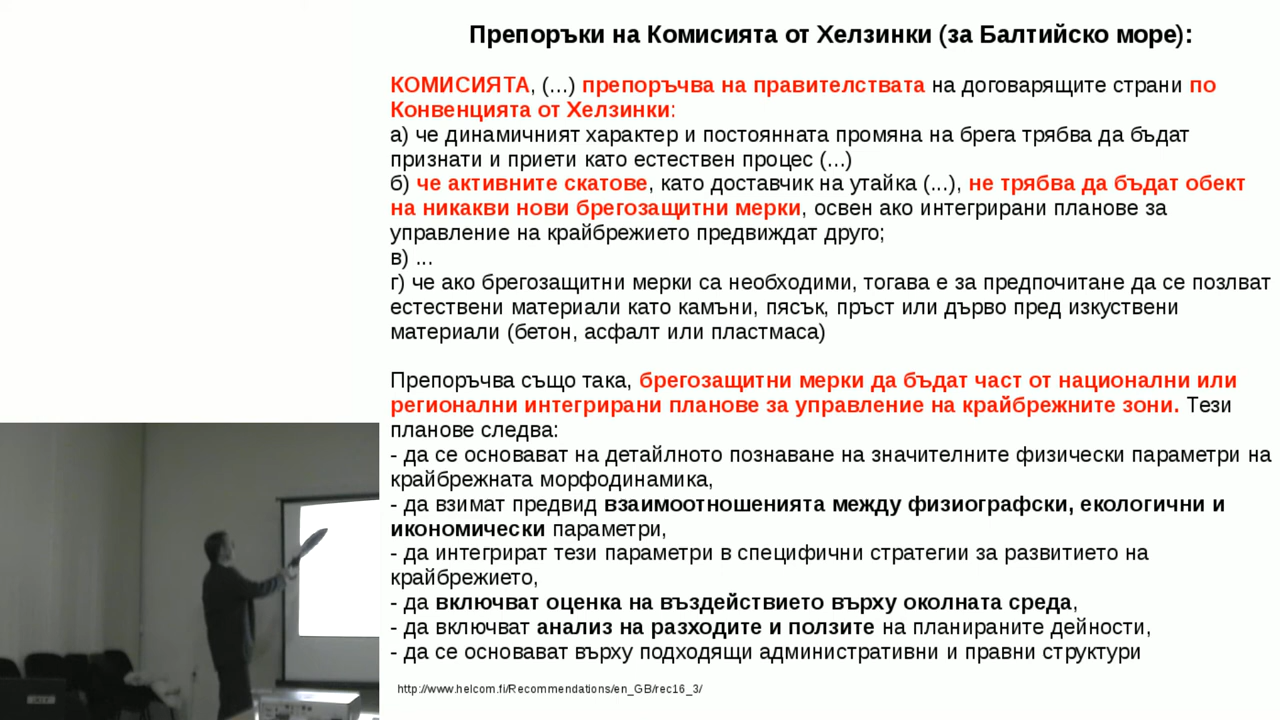 Препоръки на Комисията от Хелзинки (за Балтийско море):
КОМИСИЯТА, (...) препоръчва на правителствата на договарящите страни по
Конвенцията от Хелзинки:
а) че динамичният характер и постоянната промяна на брега трябва да бъдат
признати и приети като естествен процес (...)
б) че активните скатове, като доставчик на утайка (...), не трябва да бъдат обект
на никакви нови брегозащитни мерки, освен ако интегрирани планове за
управление на крайбрежието предвиждат друго;
в) ...
г) че ако брегозащитни мерки са необходими, тогава е за предпочитане да се позлват
естествени материали като камъни, пясък, пръст или дърво пред изкуствени
материали (бетон, асфалт или пластмаса)
Препоръчва също така, брегозащитни мерки да бъдат част от национални или
регионални интегрирани планове за управление на крайбрежните зони. Тези
планове следва:
- да се основават на детайлното познаване на значителните физически параметри на
крайбрежната морфодинамика,
- да взимат предвид взаимоотношенията между физиографски, екологични и
икономически параметри,
- да интегрират тези параметри в специфични стратегии за развитието на
крайбрежието,
- да включват оценка на въздействието върху околната среда,
- да включват анализ на разходите и ползите на планираните дейности,
- да се основават върху подходящи административни и правни структури
http://www.helcom.fi/Recommendations/en_GB/rec16_3/